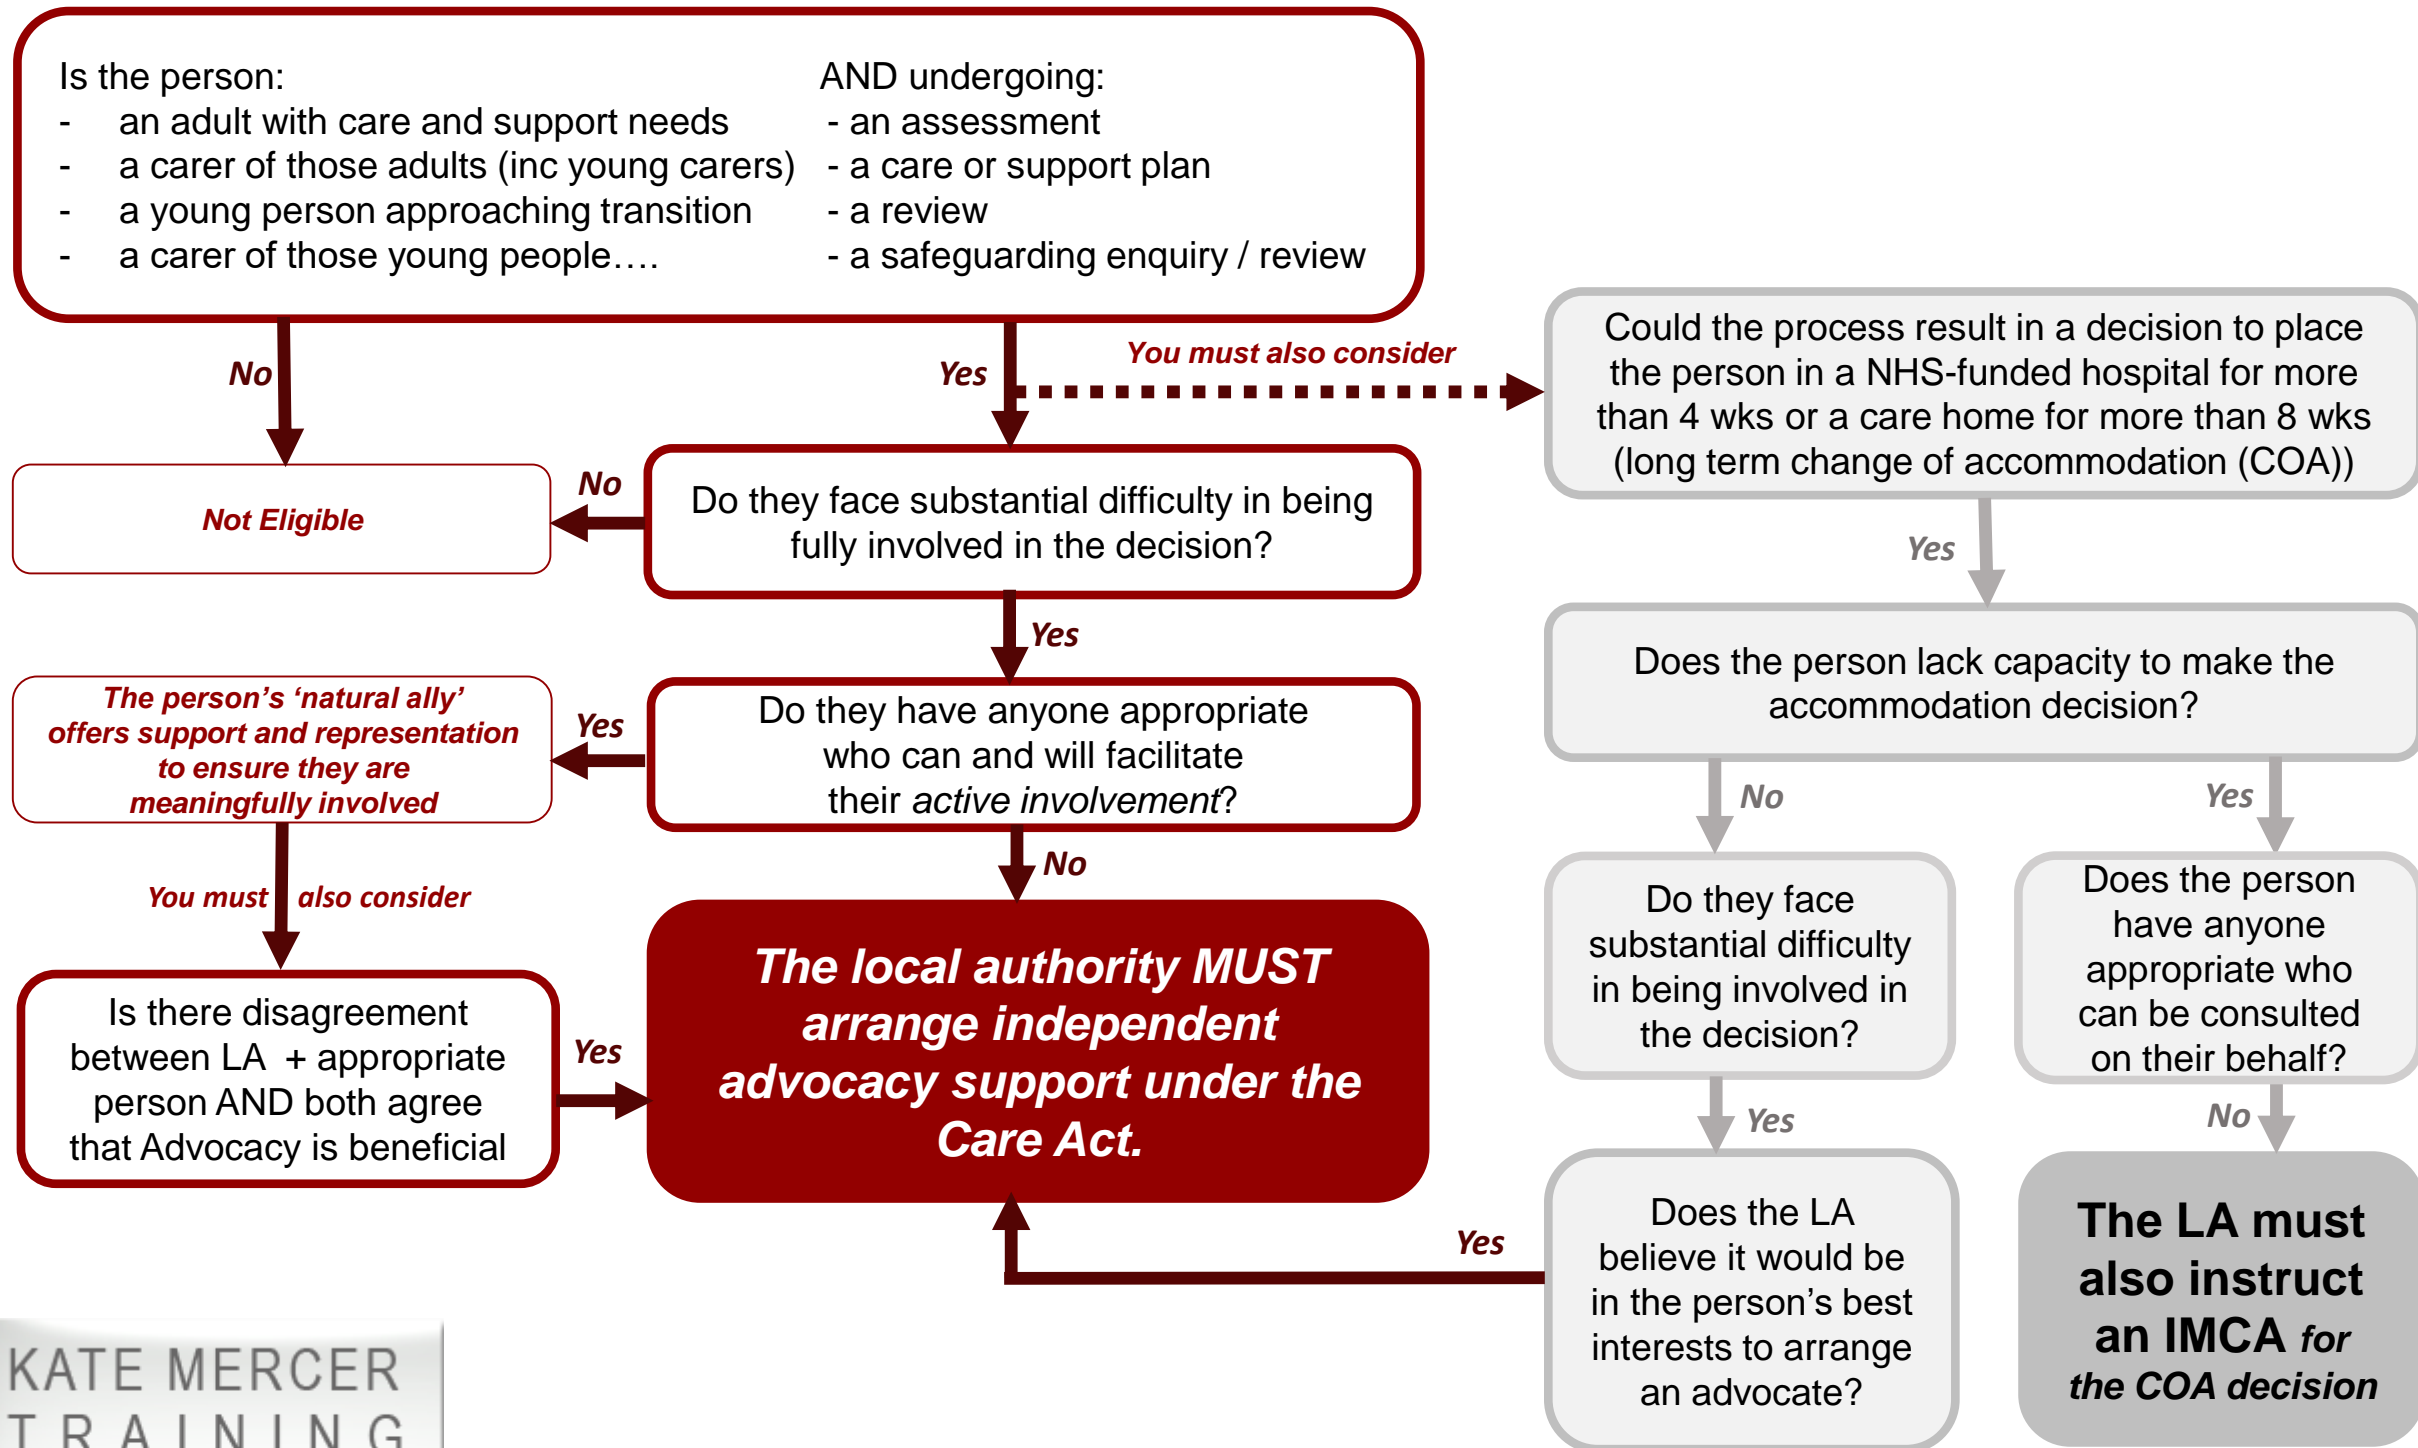 Is the person:
- an adult with care and support needs
- a carer of those adults (inc young carers)
- a young person approaching transition
- a carer of those young people….
AND undergoing:
- an assessment
- a care or support plan
- a review
- a safeguarding enquiry / review
No
Yes
You must also consider
Could the process result in a decision to place
the person in a NHS-funded hospital for more
than 4 wks or a care home for more than 8 wks
(long term change of accommodation (COA))
Not Eligible
No
Do they face substantial difficulty in being
fully involved in the decision?
Yes
Yes
The person’s ‘natural ally’
offers support and representation
to ensure they are
meaningfully involved
Yes
Do they have anyone appropriate
who can and will facilitate
their active involvement?
Does the person lack capacity to make the
accommodation decision?
No
Yes
No
You must also consider
Is there disagreement
between LA + appropriate
person AND both agree
that Advocacy is beneficial
Yes
The local authority MUST
arrange independent
advocacy support under the
Care Act.
Do they face
substantial difficulty
in being involved in
the decision?
Does the person
have anyone
appropriate who
can be consulted
on their behalf?
Yes
No
Yes
Does the LA
believe it would be
in the person’s best
interests to arrange
an advocate?
The LA must
also instruct
an IMCA for
the COA decision
KATE MERCER
TRAINING